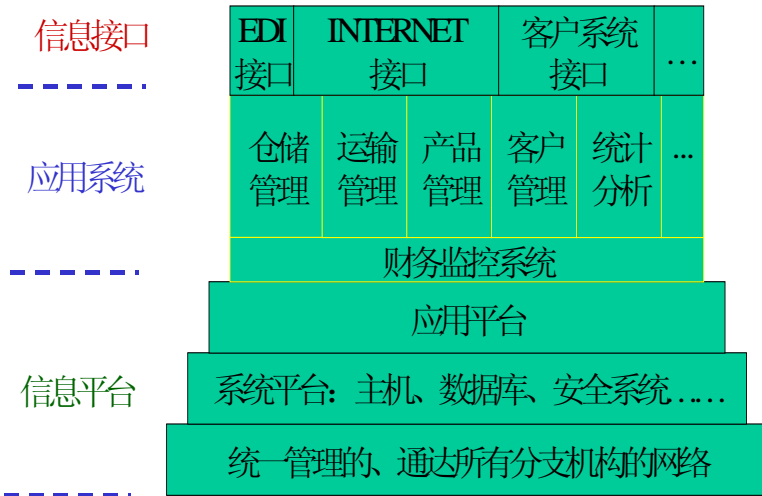 信息接口
EDI 接口
INTERNET 接口
客户系统 接口
…
应用系统
仓储 管理
运输 管理
产品 管理
客户 管理
统计 分析
...
财务监控系统
信息平台
应用平台
系统平台：主机、数据库、安全系统……
统一管理的、通达所有分支机构的网络